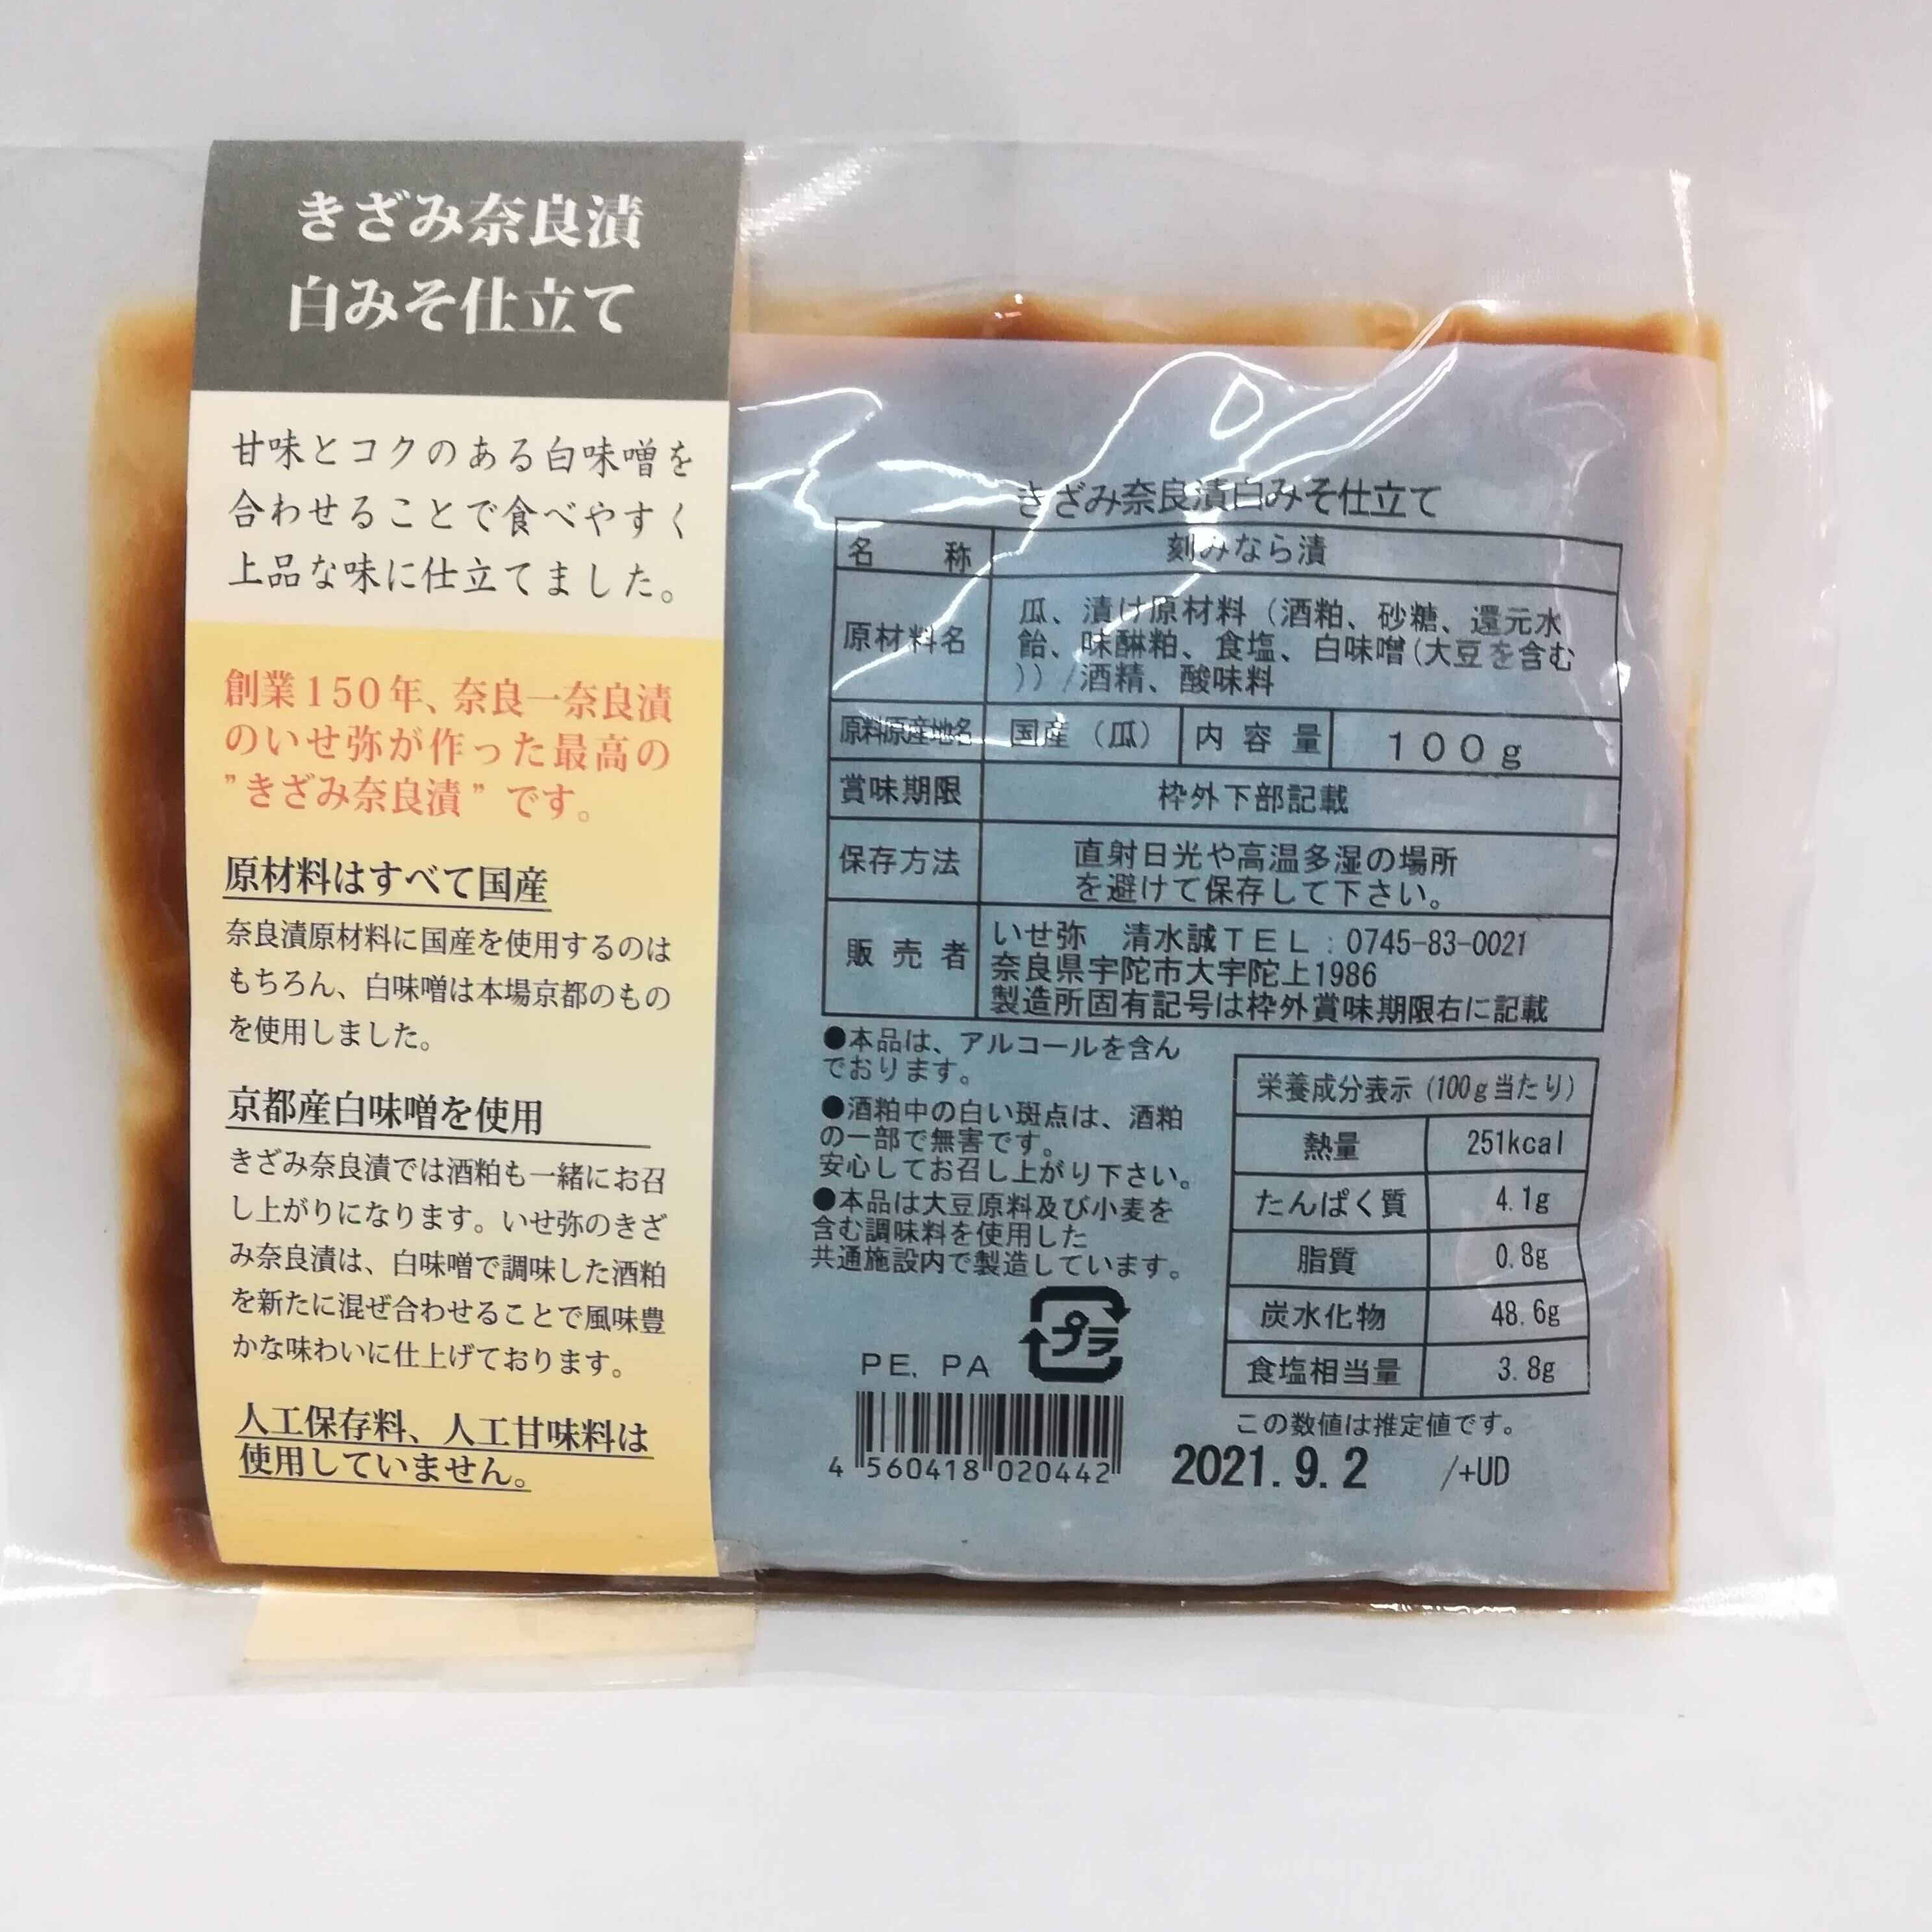 きざみ奈良漬
白みそ仕立て
甘味とコクのある白味噌を
合わせることで食べやすく
上品な味に仕立てました。
創業150年、奈良一奈良漬
のいせ弥が作った最高の
”きざみ奈良漬”です。
原材料はすべて国産
奈良漬原材料に国産を使用するのは
もちろん、白味噌は本場京都のもの
を使用しました。
京都産白味噌を使用
きざみ奈良漬では酒粕も一緒にお召
し上がりになります。いせ弥のきざ
み奈良漬は、白味噌で調味した酒粕
を新たに混ぜ合わせることで風味豊
かな味わいに仕上げております。
人工保存料、人工甘味料は
使用していません。
きざみ奈良漬白みそ仕立て
名称 刻みなら漬
原材料名 瓜、漬け原材料（酒粕、砂糖、還元水
飴、味醂粕、食塩、白味噌(大豆を含む
))/酒精、酸味料
原料原産地名 国産（瓜） 内容量 100g
賞味期限 枠外下部記載
保存方法 直射日光や高温多湿の場所
を避けて保存して下さい。
販売者 いせ弥 清水誠TEL:0745-83-0021
奈良県宇陀市大宇陀上1986
製造所固有記号は枠外賞味期限右に記載
●本品は、アルコールを含ん
でおります。
●酒粕中の白い斑点は、酒粕
の一部で無害です。
安心してお召し上がり下さい。
●本品は大豆原料及び小麦を
含む調味料を使用した
共通施設内で製造しています。
栄養成分表示(100g当たり)
熱量 251kcal
たんぱく質 4.1g
脂質 0.8g
炭水化物 48.6g
食塩相当量 3.8g
この数値は推定値です。
プラ
PE, PA
4 560418 020442
2021.9.2 /+UD